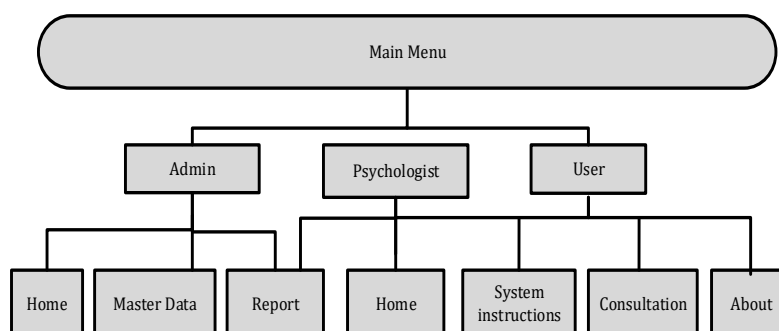 Main Menu
Admin
Psychologist
User
Home
Master Data
Report
Home
System
instructions
Consultation
About